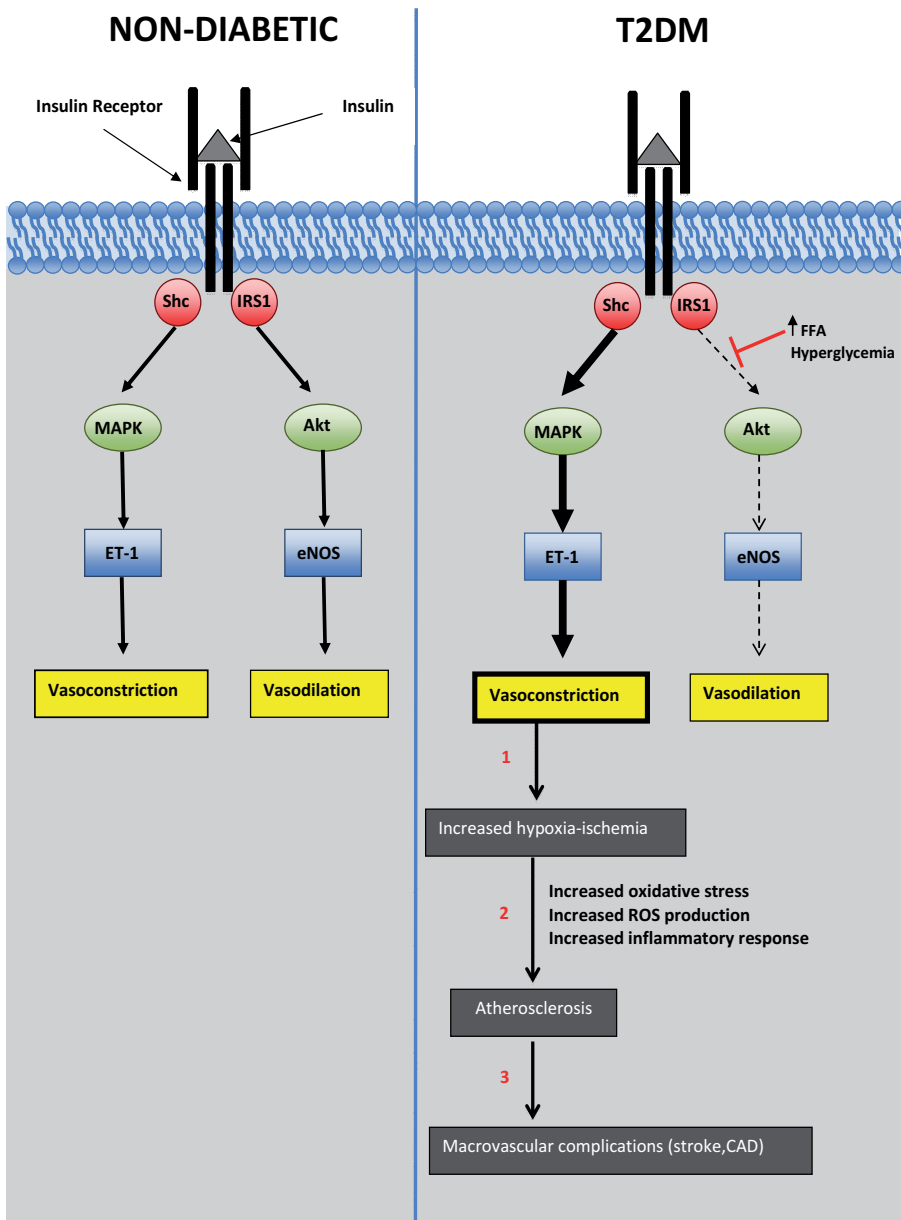 NON-DIABETIC
Insulin Receptor
Insulin
Shc
IRS1
MAPK
Akt
ET-1
eNOS
Vasoconstriction
Vasodilation
T2DM
Shc
IRS1
↑ FFA
Hyperglycemia
MAPK
Akt
ET-1
eNOS
Vasoconstriction
Vasodilation
1
Increased hypoxia-ischemia
2
Increased oxidative stress
Increased ROS production
Increased inflammatory response
Atherosclerosis
3
Macrovascular complications (stroke,CAD)